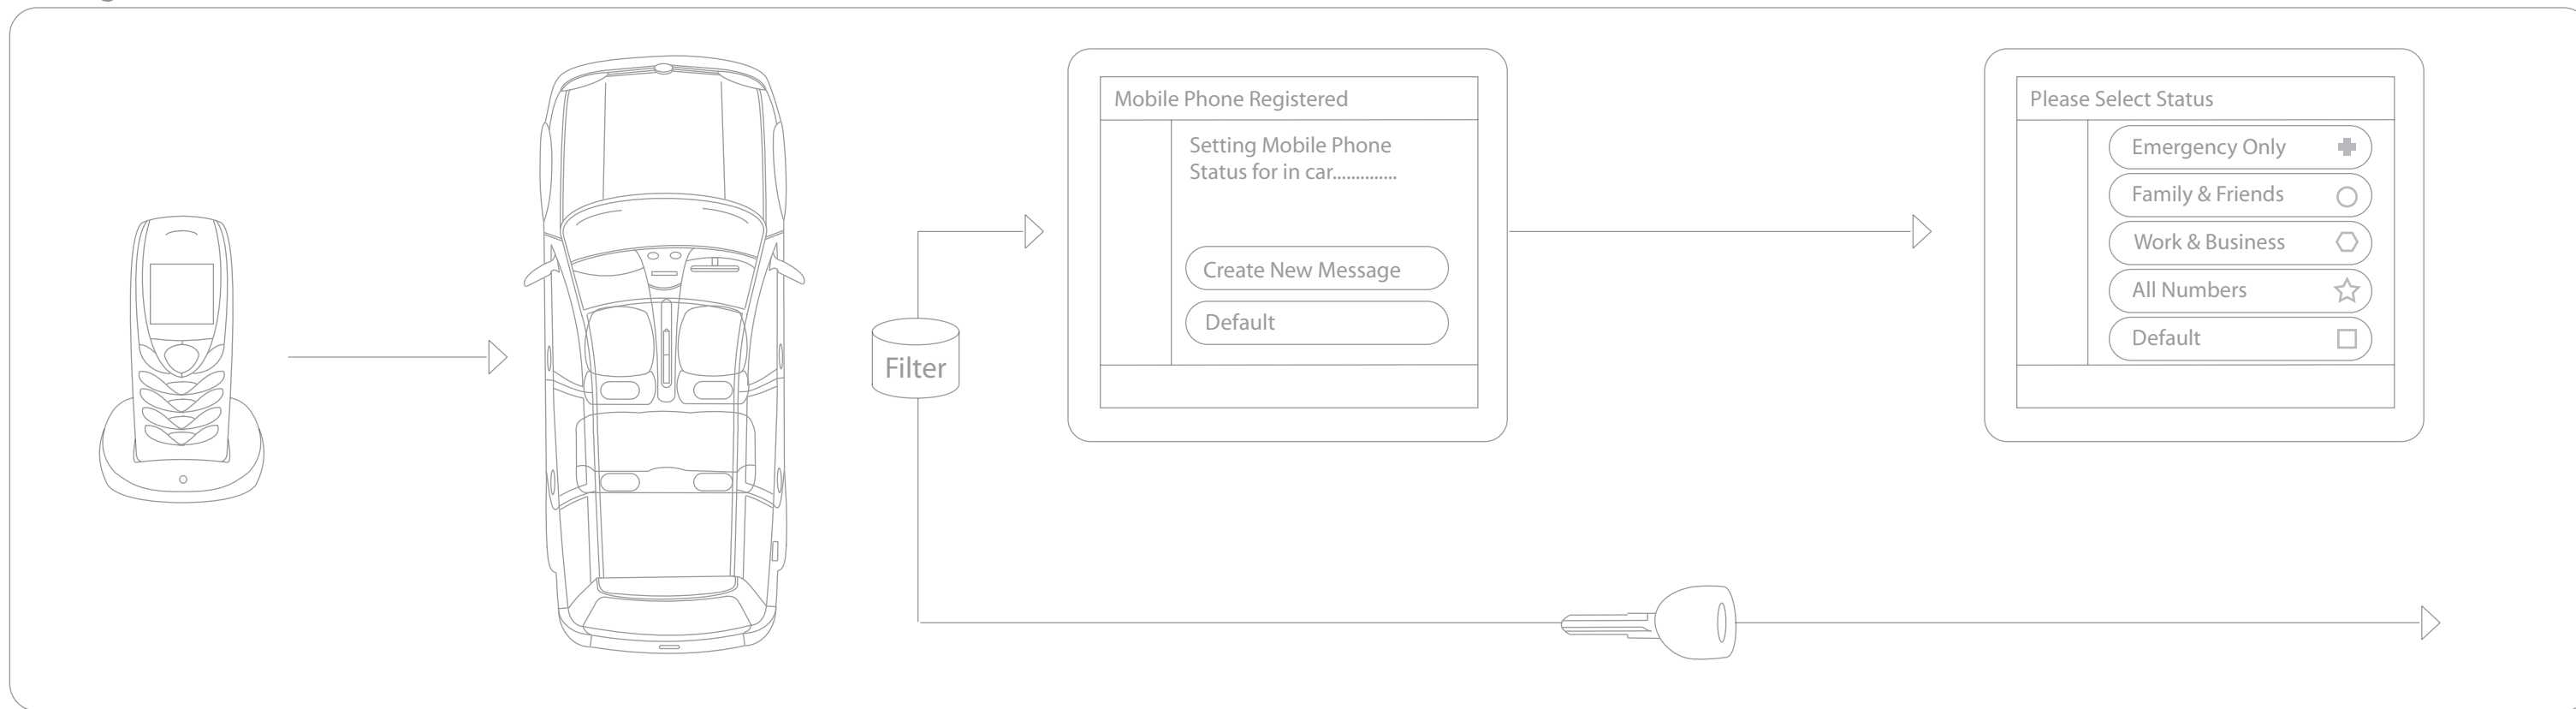 Mobile Phone Registered
Setting Mobile Phone
Status for in car..............
Create New Message
Default
Filter
Please Select Status
Emergency Only
Family & Friends
Work & Business
All Numbers
Default